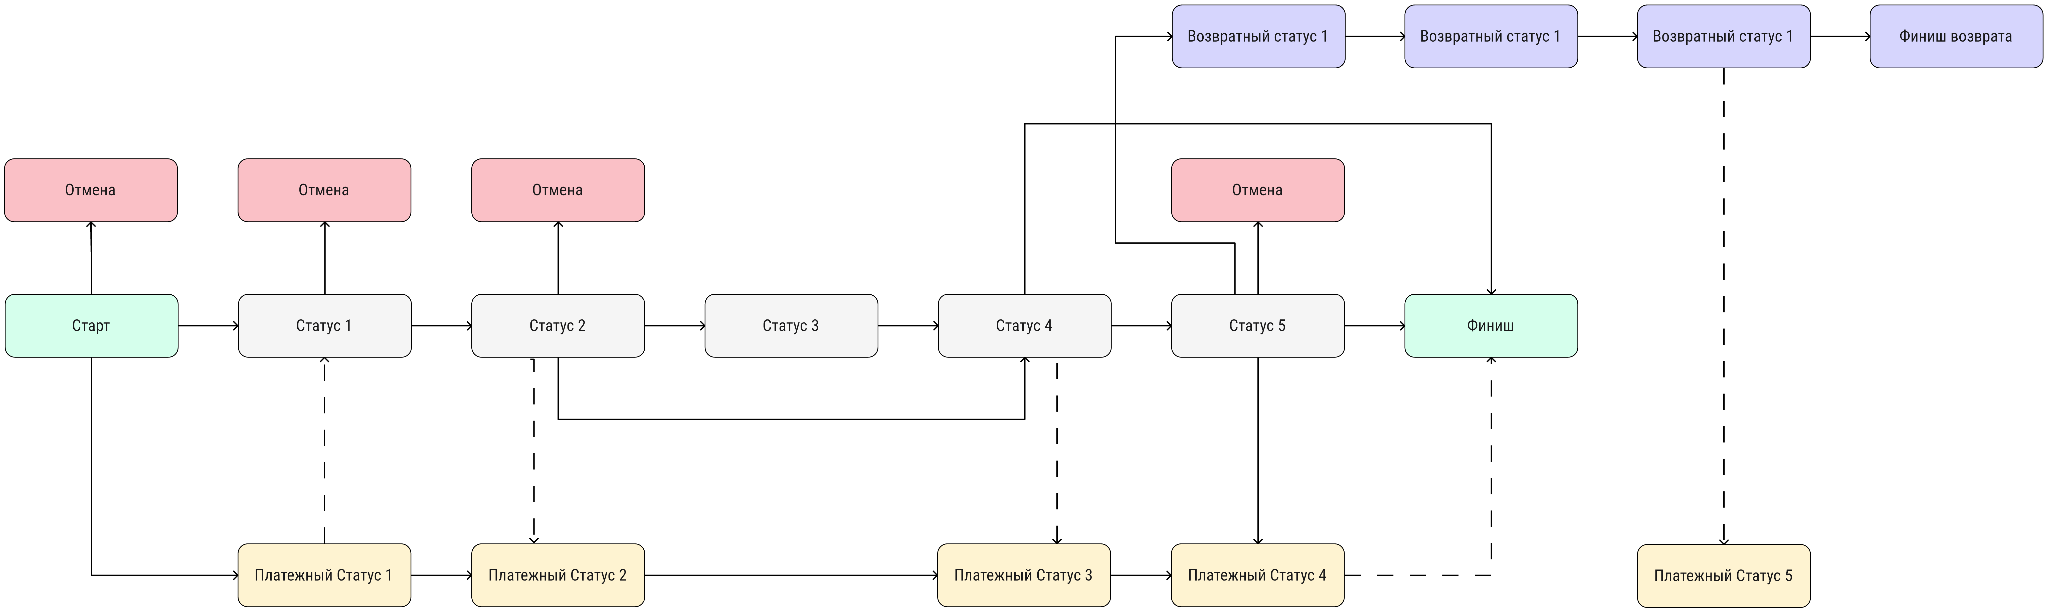 Возвратный статус 1
Возвратный статус 1
Возвратный статус 1
Финиш возврата
Отмена
Отмена
Отмена
Отмена
Старт
Статус 1
Статус 2
Статус 3
Статус 4
Статус 5
Финиш
Платежный Статус 1
Платежный Статус 2
Платежный Статус 3
Платежный Статус 4
Платежный Статус 5